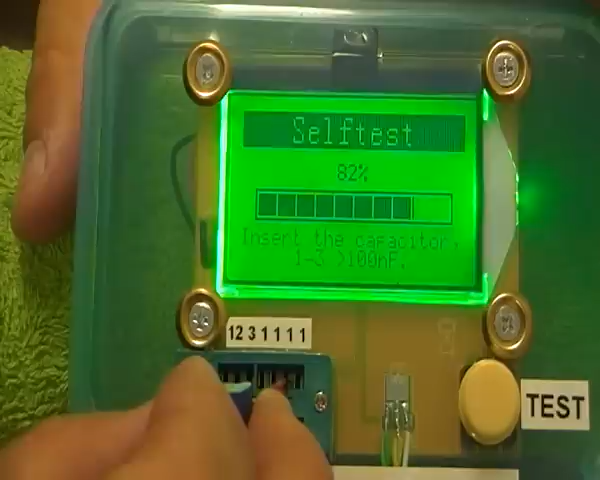 Selftest
82%
Insert the capacitor,
1-3 >100nF.
12 3 1 1 1 1
TEST